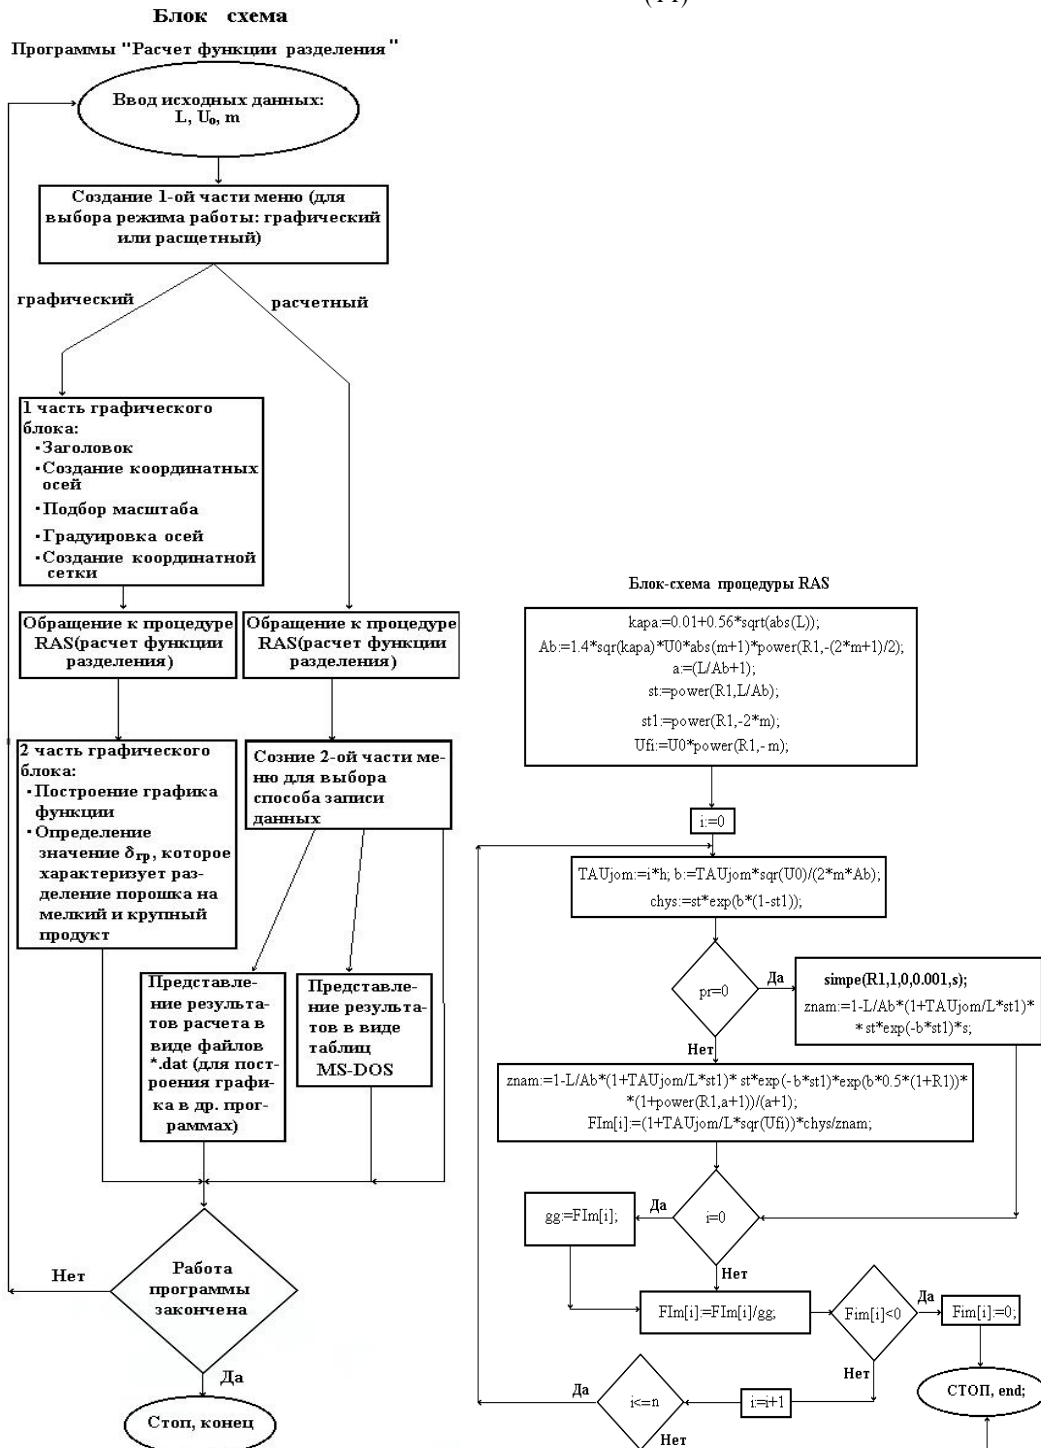 (44)
Блок схема
Программы "Расчет функции разделения"
Ввод исходных данных:
L, U₀, m
Создание 1-ой части меню (для
выбора режима работы: графический
или расщетный)
графический
расчетный
1 часть графического
блока:
▪Заголовок
▪Создание координатных
осей
▪Подбор масштаба
▪Градуировка осей
▪Создание координатной
сетки
Обращение к процедуре
RAS(расчет функции
разделения)
Обращение к процедуре
RAS(расчет функции
разделения)
2 часть графического
блока:
▪Построение графика
функции
▪Определение
значение δгр, которое
характеризует раз-
деление порошка на
мелкий и крупный
продукт
Созние 2-ой части ме-
ню для выбора
способа записи
данных
Представле-
ние результа-
тов расчета в
виде файлов
*.dat (для пост-
роения графи-
ка в др. прог-
раммах)
Представле-
ние результа-
тов в виде
таблиц
MS-DOS
Работа
программы
закончена
Нет
Да
Стоп, конец
Блок-схема процедуры RAS
kapa:=0.01+0.56*sqrt(abs(L));
Ab:=1.4*sqr(kapa)*U0*abs(m+1)*power(R1,-(2*m+1)/2);
a:=(L/Ab+1);
st:=power(R1,L/Ab);
st1:=power(R1,-2*m);
Ufi:=U0*power(R1,-m);
i:=0
TAUjom:=i*h; b:=TAUjom*sqr(U0)/(2*m*Ab);
chys:=st*exp(b*(1-st1));
pr=0
Да
simpe(R1,1,0,0.001,s);
znam:=1-L/Ab*(1+TAUjom/L*st1)*
* st*exp(-b*st1)*s;
Нет
znam:=1-L/Ab*(1+TAUjom/L*st1)* st*exp(-b*st1)*exp(b*0.5*(1+R1))*
*(1+power(R1,a+1))/(a+1);
FIm[i]:=(1+TAUjom/L*sqr(Ufi))*chys/znam;
i=0
Да
gg:=FIm[i];
Нет
FIm[i]:=FIm[i]/gg;
Fim[i]<0
Да
Fim[i]:=0;
Нет
i:=i+1
i<=n
Да
Нет
СТОП, end;